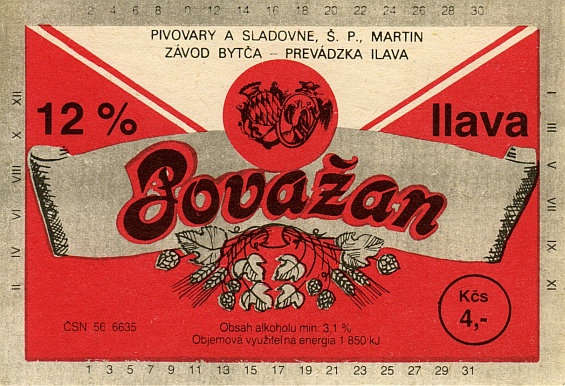 2 4 6 8 10 12 14 16 18 20 22 24 26 28 30
PIVOVARY A SLADOVNE, Š. P., MARTIN
ZÁVOD BYTČA – PREVÁDZKA ILAVA
12 % Ilava
Považan
XII
X
VIII
VI
IV
II
I
III
V
VII
IX
XI
Kčs
4,-
ČSN 56 6635
Obsah alkoholu min. 3,1 %
Objemová využiteľna energia 1 850 kJ
1 3 5 7 9 11 13 15 17 19 21 23 25 27 29 31